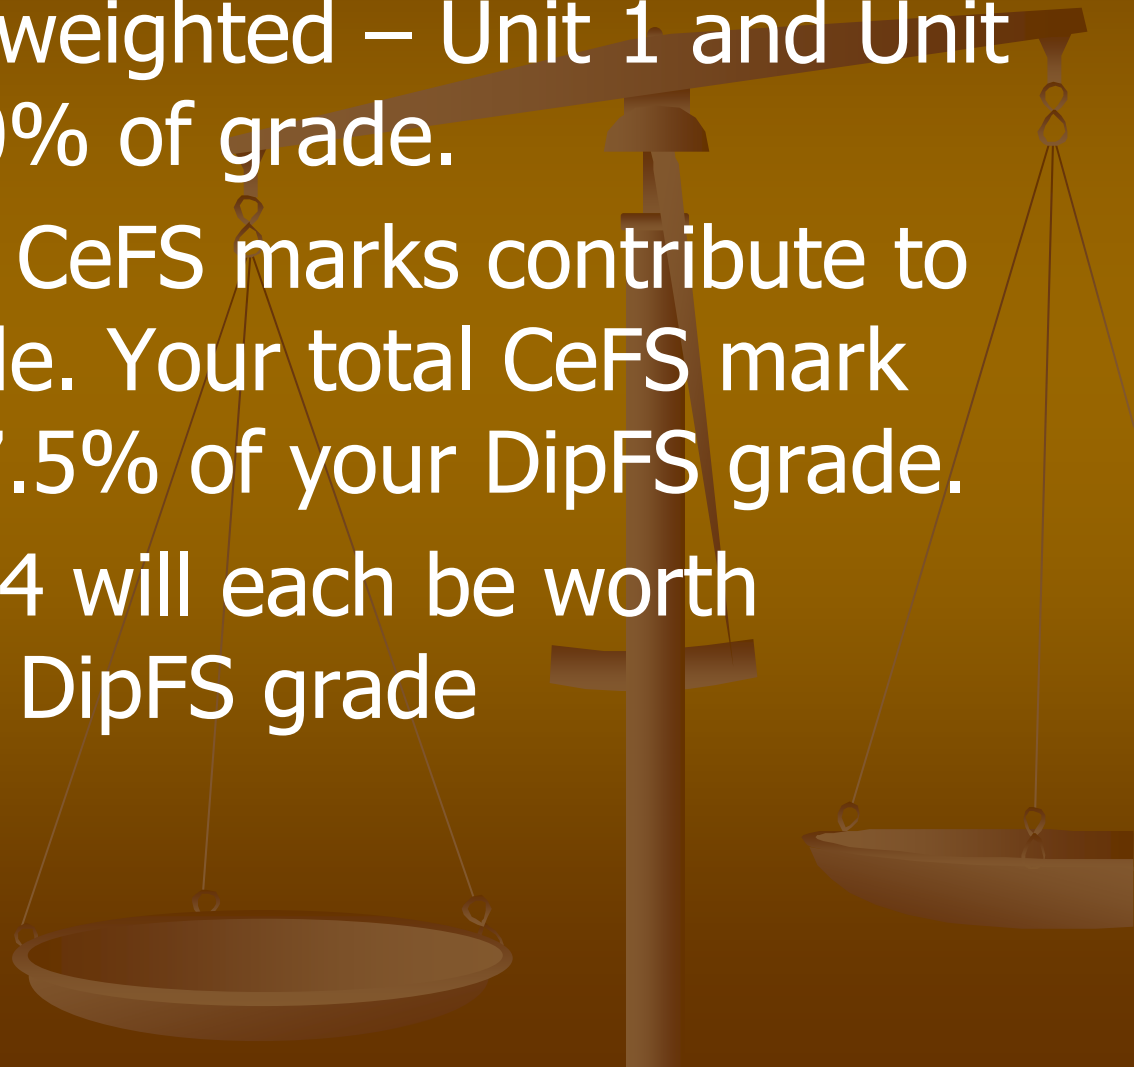 weighted – Unit 1 and Unit
% of grade.
CeFS marks contribute to
le. Your total CeFS mark
.5% of your DipFS grade.
4 will each be worth
DipFS grade